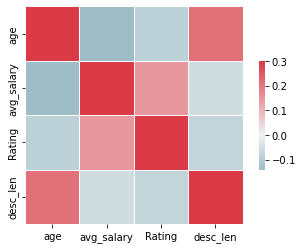 age
avg_salary
Rating
desc_len
age avg_salary Rating desc_len
0.3
0.2
0.1
0.0
−0.1